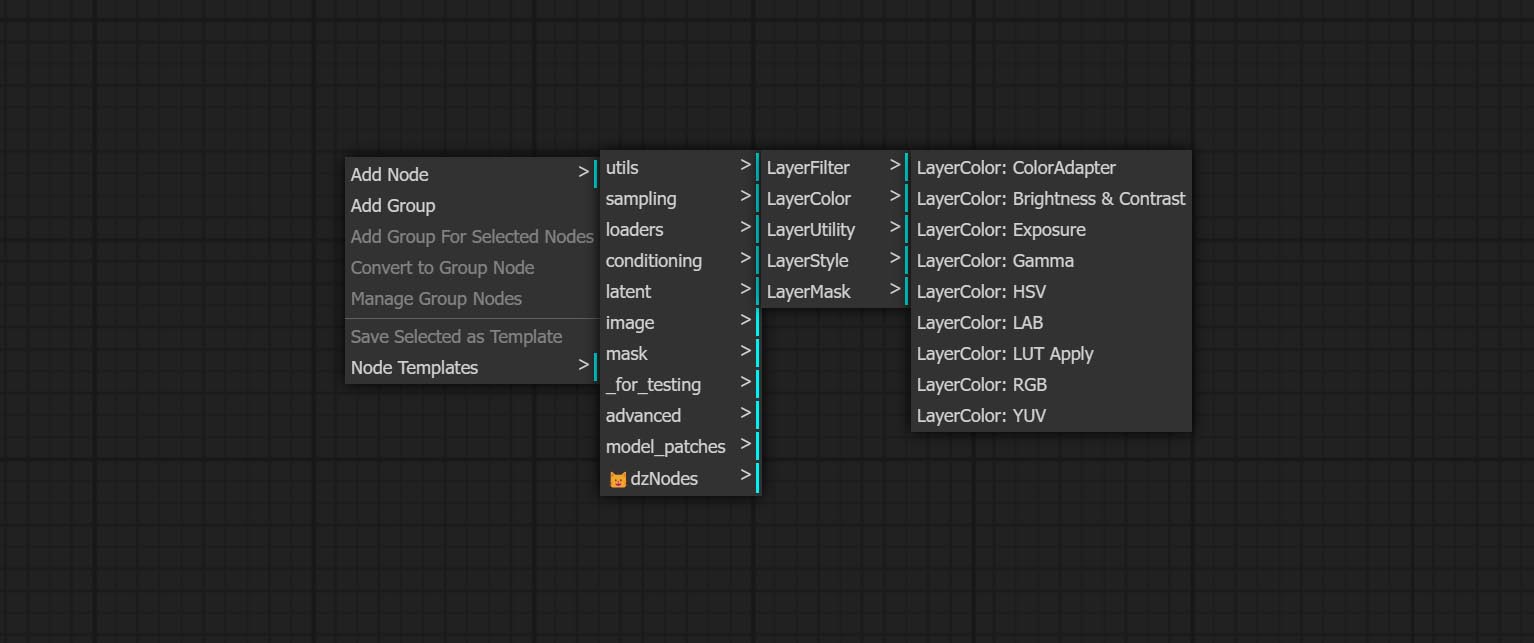 Add Node >
Add Group
Add Group For Selected Nodes
Convert to Group Node
Manage Group Nodes
Save Selected as Template
Node Templates >
utils >
sampling >
loaders >
conditioning >
latent >
image >
mask >
_for_testing >
advanced >
model_patches >
dzNodes >
LayerFilter >
LayerColor >
LayerUtility >
LayerStyle >
LayerMask >
LayerColor: ColorAdapter
LayerColor: Brightness & Contrast
LayerColor: Exposure
LayerColor: Gamma
LayerColor: HSV
LayerColor: LAB
LayerColor: LUT Apply
LayerColor: RGB
LayerColor: YUV